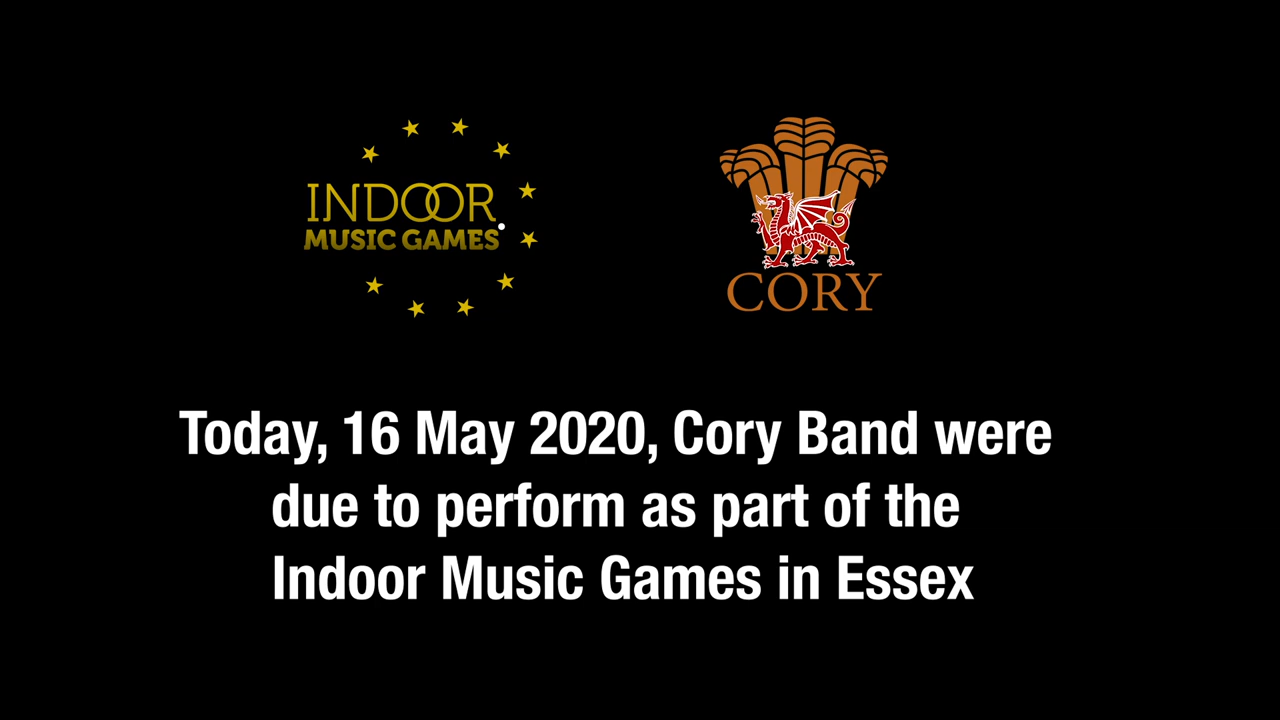 INDOOR
MUSIC GAMES
CORY
Today, 16 May 2020, Cory Band were
due to perform as part of the
Indoor Music Games in Essex